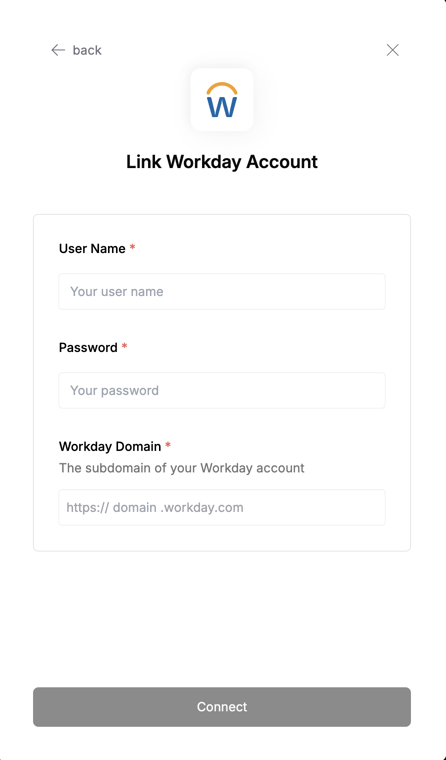 back
W
Link Workday Account
User Name *
Your user name
Password *
Your password
Workday Domain *
The subdomain of your Workday account
https:// domain .workday.com
Connect